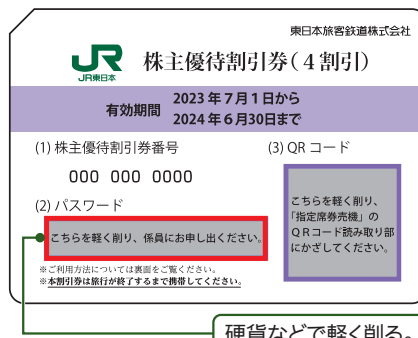 東日本旅客鉄道株式会社
JR
JR東日本
株主優待割引券(4割引)
有効期間
2023年7月1日から
2024年6月30日まで
(1) 株主優待割引券番号
000 000 0000
(2) パスワード
こちらを軽く削り、係員にお申し出ください。
※ご利用方法については裏面をご覧ください。
※本割引券は旅行が終了するまで携帯してください。
(3) QRコード
こちらを軽く削り、
「指定席券売機」の
QRコード読み取り部
にかざしてください。
硬貨などで軽く削る。